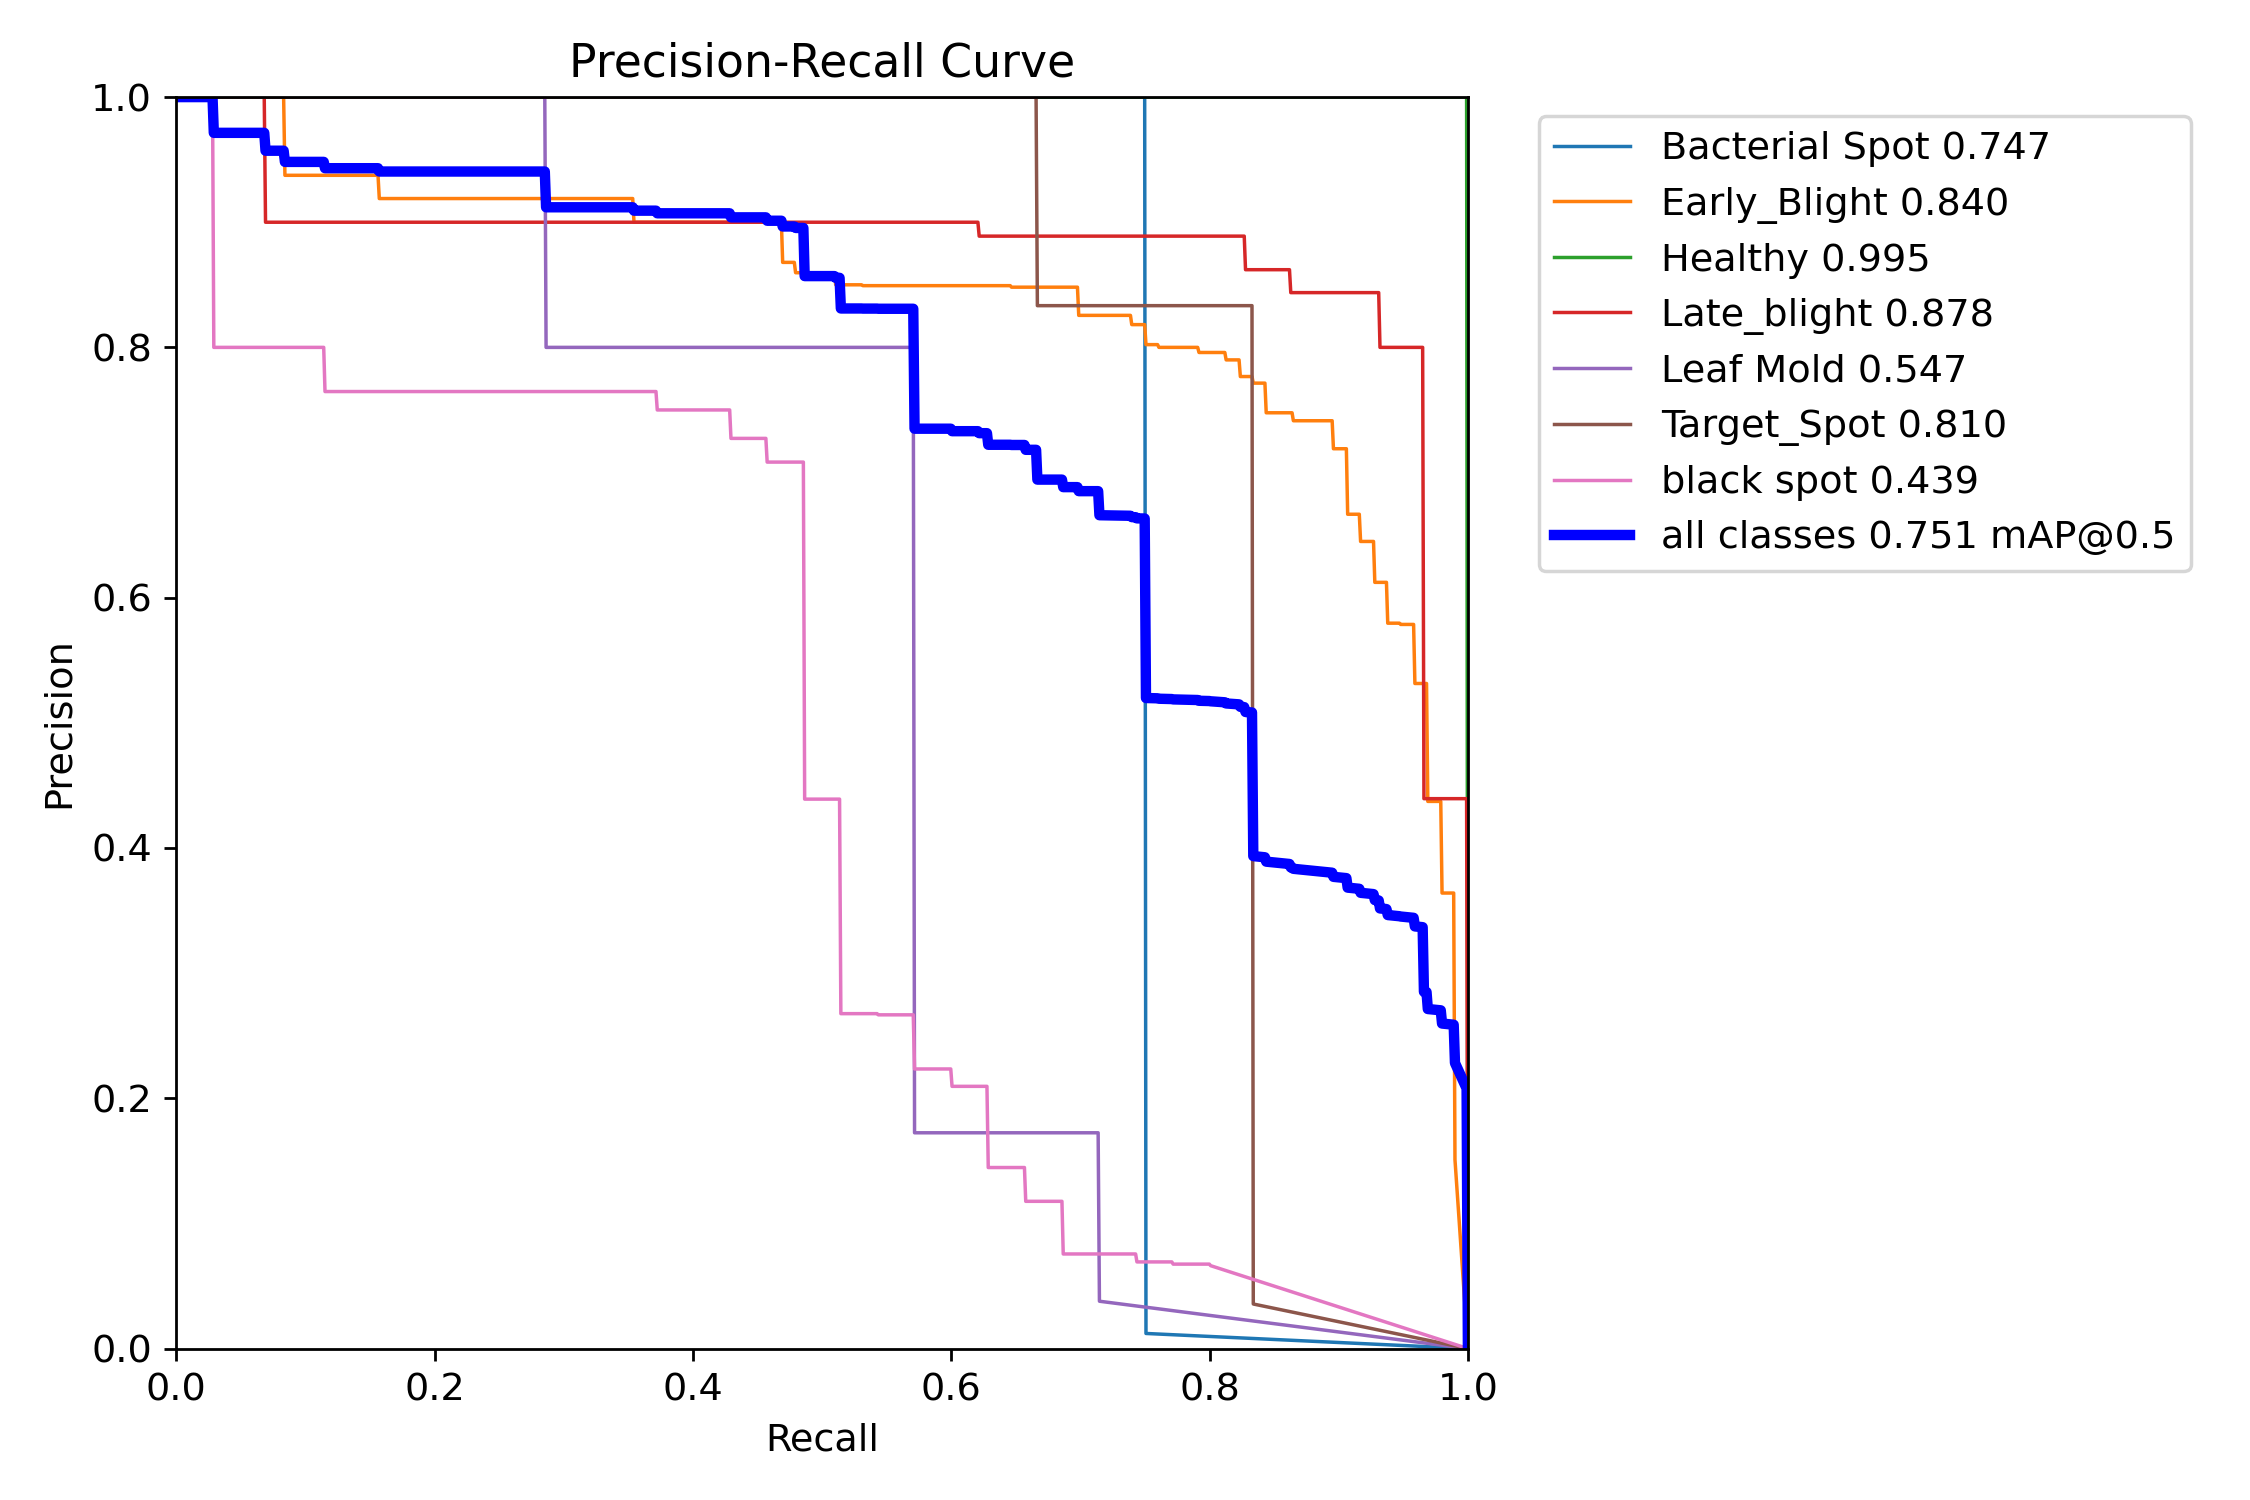 Precision-Recall Curve
1.0
0.8
0.6
0.4
0.2
0.0
Precision
0.0 0.2 0.4 0.6 0.8 1.0
Recall
Bacterial Spot 0.747
Early_Blight 0.840
Healthy 0.995
Late_blight 0.878
Leaf Mold 0.547
Target_Spot 0.810
black spot 0.439
all classes 0.751 mAP@0.5